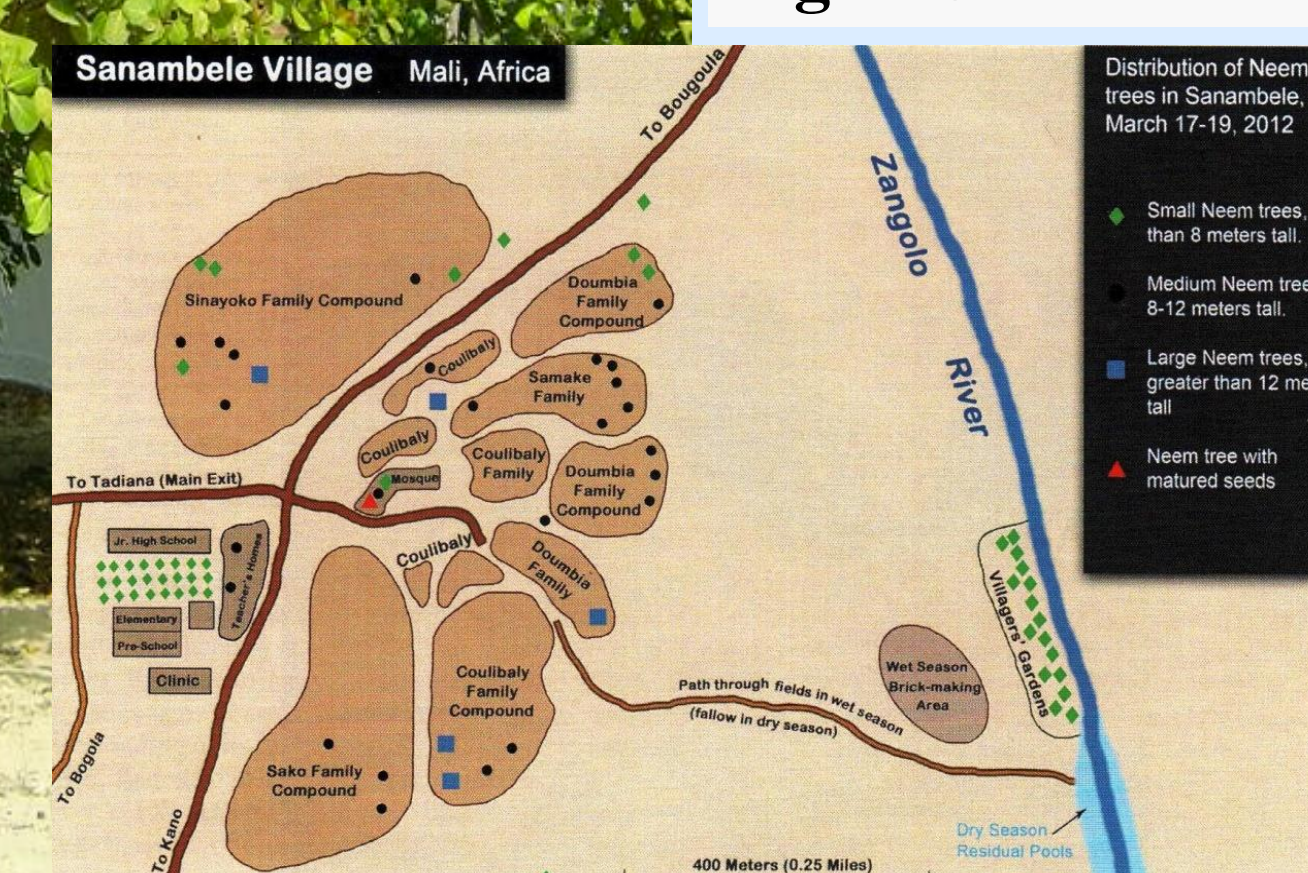 Sanambele Village Mali, Africa
To Bougoula
Zangolo
River
Distribution of Neem
trees in Sanambele,
March 17-19, 2012
Small Neem trees,
than 8 meters tall.
Medium Neem
8-12 meters tall.
Large Neem trees,
greater than 12
tall
Neem tree with
matured seeds
Sinayoko Family Compound
Doumbia
Family
Compound
Coulibaly
Samake
Family
Coulibaly
Coulibaly
Family
Mosque
Doumbia
Family
Compound
To Tadiana (Main Exit)
Jr. High School
Teacher's Homes
Elementary
Pre-School
Clinic
Coulibaly
Doumbia
Family
Villagers' Gardens
Wet Season
Brick-making
Area
Coulibaly
Family
Compound
Path through fields in wet season
(fallow in dry season)
Sako Family
Compound
To Bogola
To Kano
Dry Season
Residual Pools
400 Meters (0.25 Miles)